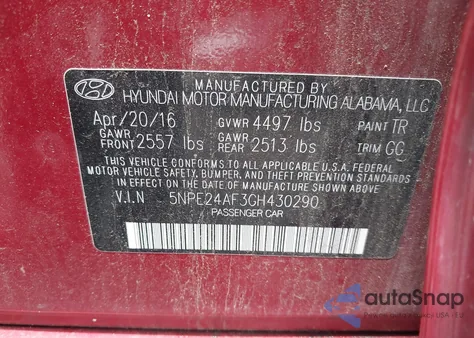 MANUFACTURED BY
HYUNDAI MOTOR MANUFACTURING ALABAMA, LLC
Apr/20/16 GVWR 4497 lbs PAINT TR
GAWR FRONT 2557 lbs GAWR REAR 2513 lbs TRIM GG
THIS VEHICLE CONFORMS TO ALL APPLICABLE U.S.A. FEDERAL
MOTOR VEHICLE SAFETY, BUMPER, AND THEFT PREVENTION STANDARDS
IN EFFECT ON THE DATE OF MANUFACTURE SHOWN ABOVE.
V.I.N 5NPE24AF3GH430290
PASSENGER CAR
autoSnap